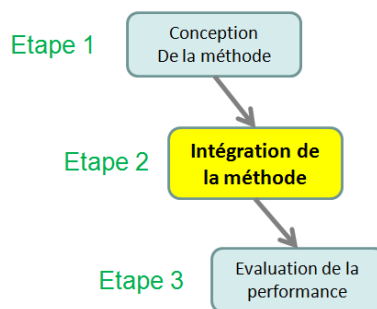 Etape 1
Conception
De la méthode
Etape 2
Intégration de
la méthode
Etape 3
Evaluation de la
performance